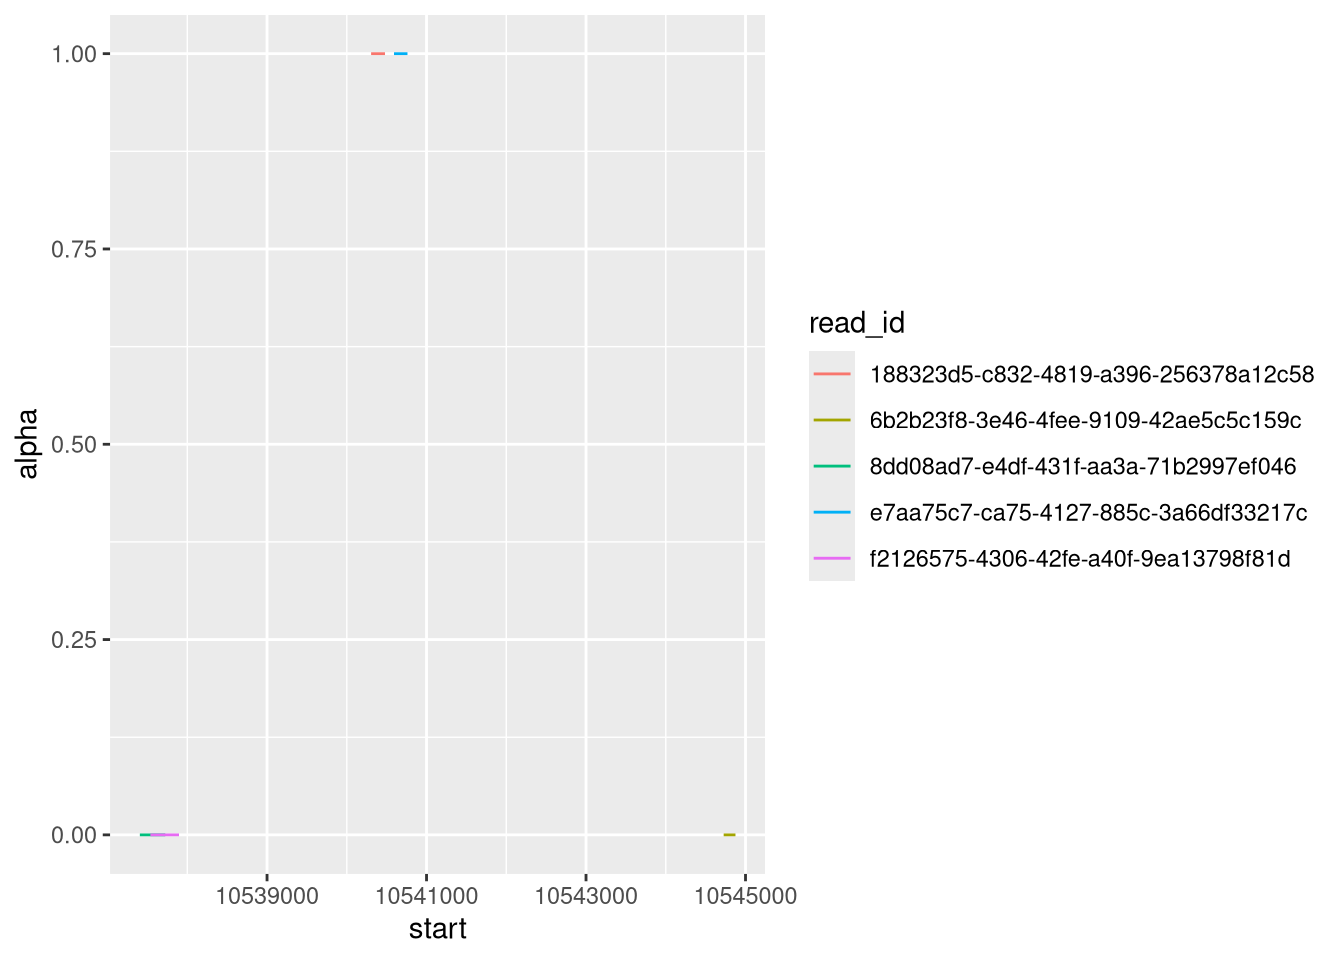 1.00
0.75
0.50
0.25
0.00
alpha
10539000
10541000
10543000
10545000
start
read_id
188323d5-c832-4819-a396-256378a12c58
6b2b23f8-3e46-4fee-9109-42ae5c5c159c
8dd08ad7-e4df-431f-aa3a-71b2997ef046
e7aa75c7-ca75-4127-885c-3a66df33217c
f2126575-4306-42fe-a40f-9ea13798f81d